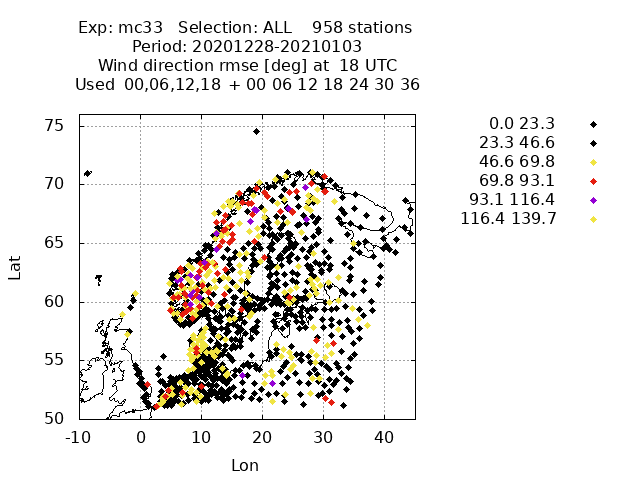 Exp: mc33 Selection: ALL 958 stations
Period: 20201228-20210103
Wind direction rmse [deg] at 18 UTC
Used 00,06,12,18 + 00 06 12 18 24 30 36
0.0 23.3
23.3 46.6
46.6 69.8
69.8 93.1
93.1 116.4
116.4 139.7
75
70
65
60
55
50
Lat
-10 0 10 20 30 40
Lon